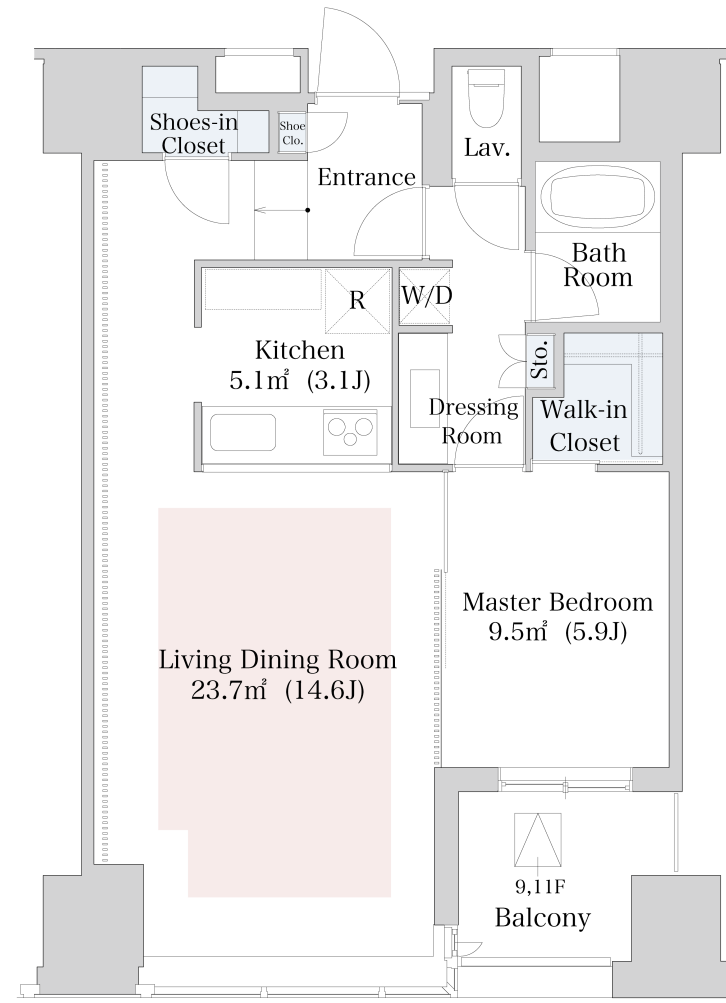 Shoes-in
Closet
Shoe
Clo.
Entrance
Lav.
Bath
Room
R
W/D
Kitchen
5.1㎡ (3.1J)
Sto.
Dressing
Room
Walk-in
Closet
Master Bedroom
9.5㎡ (5.9J)
Living Dining Room
23.7㎡ (14.6J)
9,11F
Balcony